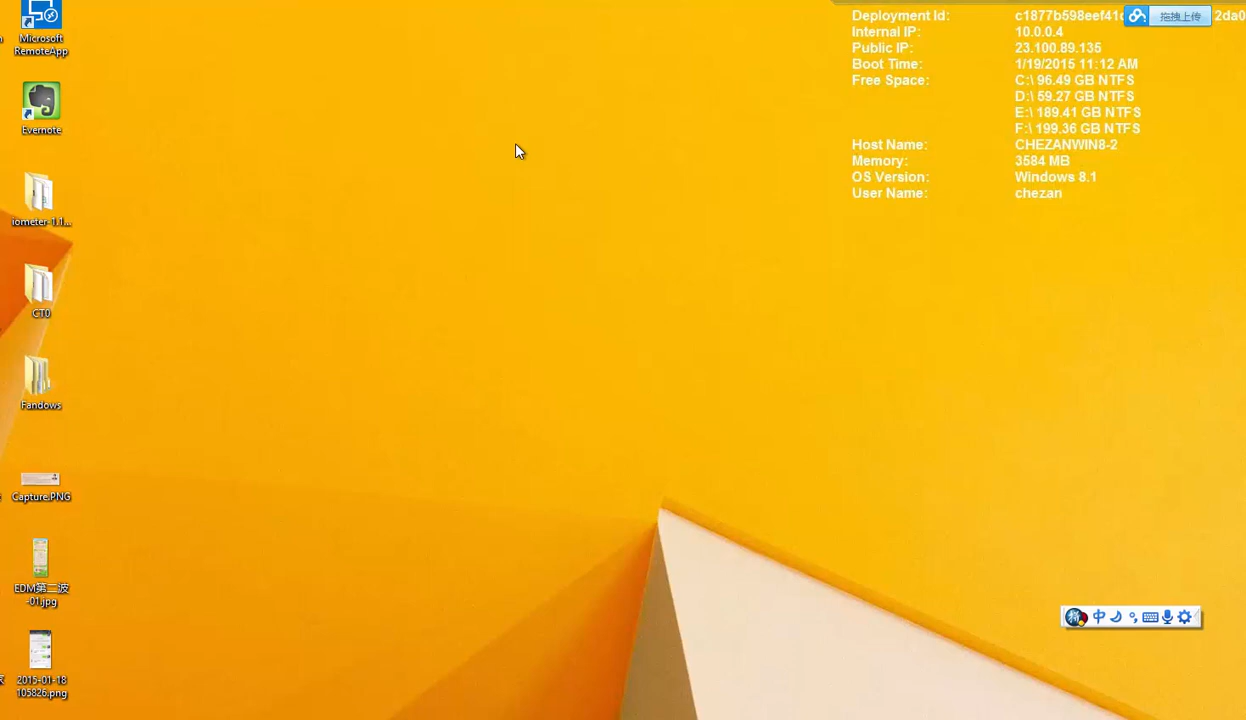 Microsoft
RemoteApp
Evernote
iometer-1.1...
CT0
Fandows
Capture.PNG
EDM第二波
-01.jpg
2015-01-18
105826.png
Deployment Id: c1877b598eef41c 2da0
拖拽上传
Internal IP: 10.0.0.4
Public IP: 23.100.89.135
Boot Time: 1/19/2015 11:12 AM
Free Space: C:\ 96.49 GB NTFS
D:\ 59.27 GB NTFS
E:\ 189.41 GB NTFS
F:\ 199.36 GB NTFS
Host Name: CHEZANWIN8-2
Memory: 3584 MB
OS Version: Windows 8.1
User Name: chezan
拼 中